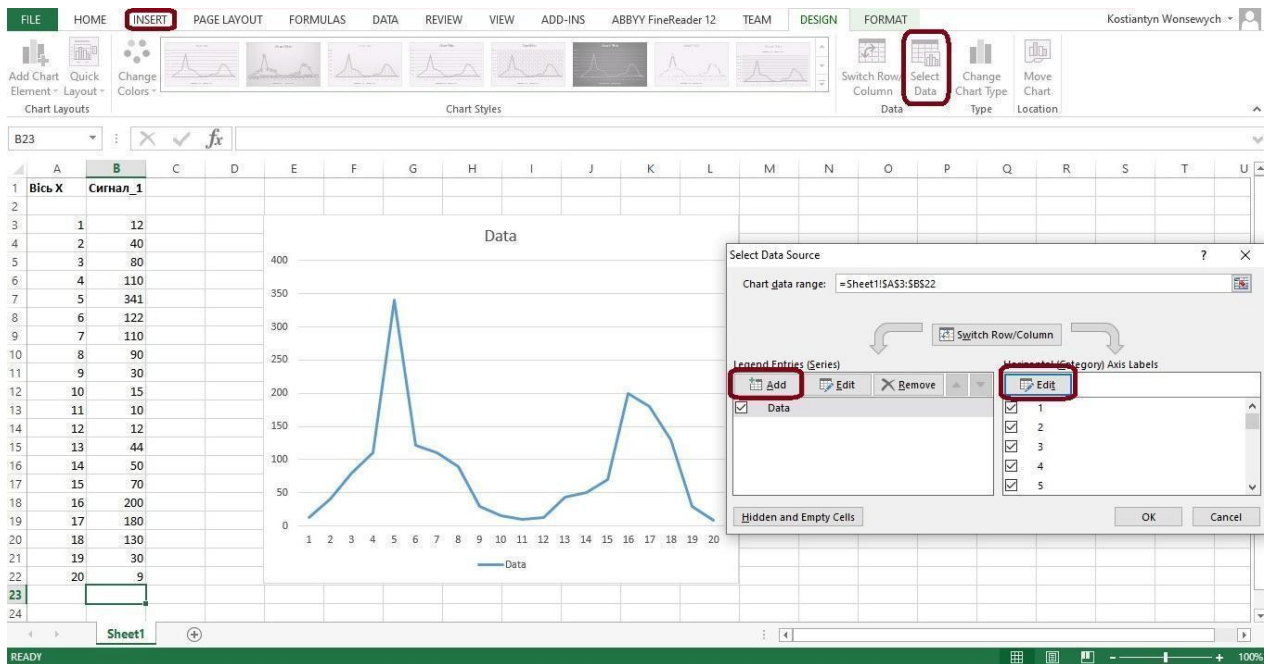 FILE HOME INSERT PAGE LAYOUT FORMULAS DATA REVIEW VIEW ADD-INS ABBYY FineReader 12 TEAM DESIGN FORMAT Kostiantyn Wonsewych
Add Chart Element Quick Layout Change Colors Switch Row/Column Select Data Change Chart Type Move Chart
Chart Layouts Chart Styles Data Type Location
B23 fx
A B C D E F G H I J K L M N O P Q R S T U
1 Вісь X Сигнал_1
2
3 1 12
4 2 40
5 3 80
6 4 110
7 5 341
8 6 122
9 7 110
10 8 90
11 9 30
12 10 15
13 11 10
14 12 12
15 13 44
16 14 50
17 15 70
18 16 200
19 17 180
20 18 130
21 19 30
22 20 9
23
24
Data
400
350
300
250
200
150
100
50
0
1 2 3 4 5 6 7 8 9 10 11 12 13 14 15 16 17 18 19 20
Data
Select Data Source ? X
Chart data range: =Sheet1!$A$3:$B$22
Switch Row/Column
Legend Entries (Series) Horizontal (Category) Axis Labels
Add Edit Remove Edit
Data 1
2
3
4
5
Hidden and Empty Cells OK Cancel
Sheet1
READY 100%